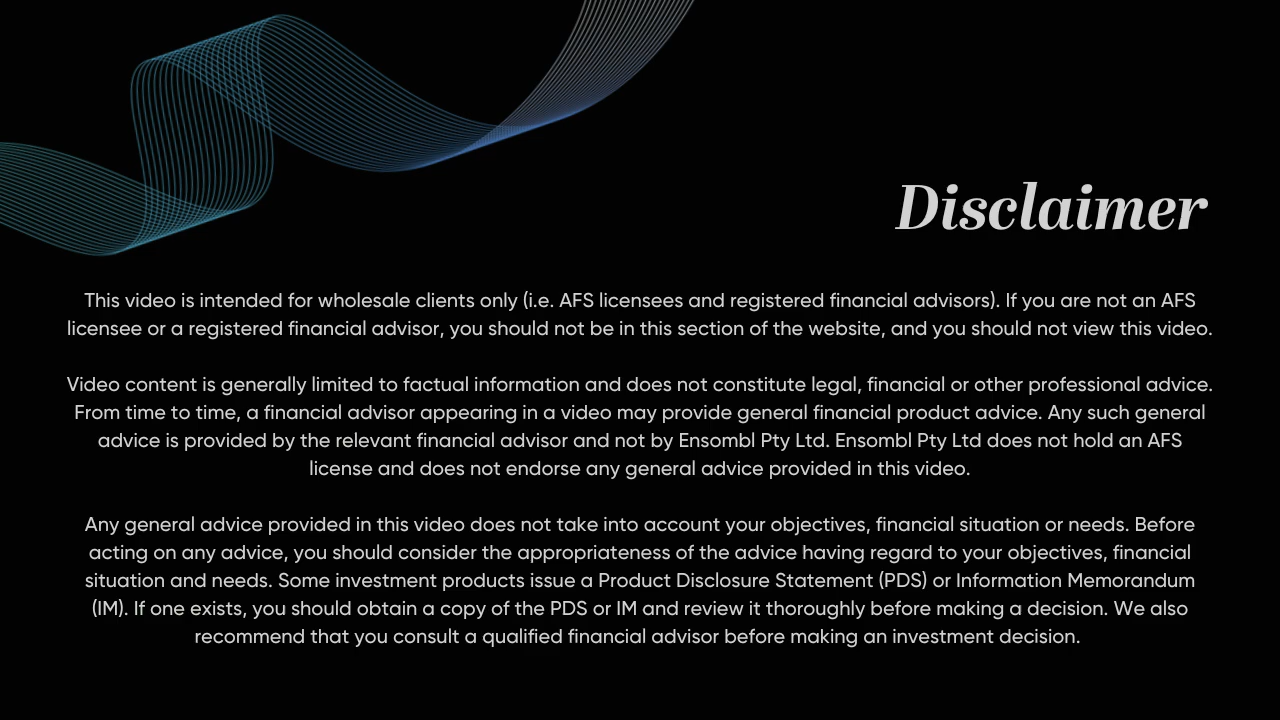 Disclaimer
This video is intended for wholesale clients only (i.e. AFS licensees and registered financial advisors). If you are not an AFS
licensee or a registered financial advisor, you should not be in this section of the website, and you should not view this video.
Video content is generally limited to factual information and does not constitute legal, financial or other professional advice.
From time to time, a financial advisor appearing in a video may provide general financial product advice. Any such general
advice is provided by the relevant financial advisor and not by Ensombl Pty Ltd. Ensombl Pty Ltd does not hold an AFS
license and does not endorse any general advice provided in this video.
Any general advice provided in this video does not take into account your objectives, financial situation or needs. Before
acting on any advice, you should consider the appropriateness of the advice having regard to your objectives, financial
situation and needs. Some investment products issue a Product Disclosure Statement (PDS) or Information Memorandum
(IM). If one exists, you should obtain a copy of the PDS or IM and review it thoroughly before making a decision. We also
recommend that you consult a qualified financial advisor before making an investment decision.